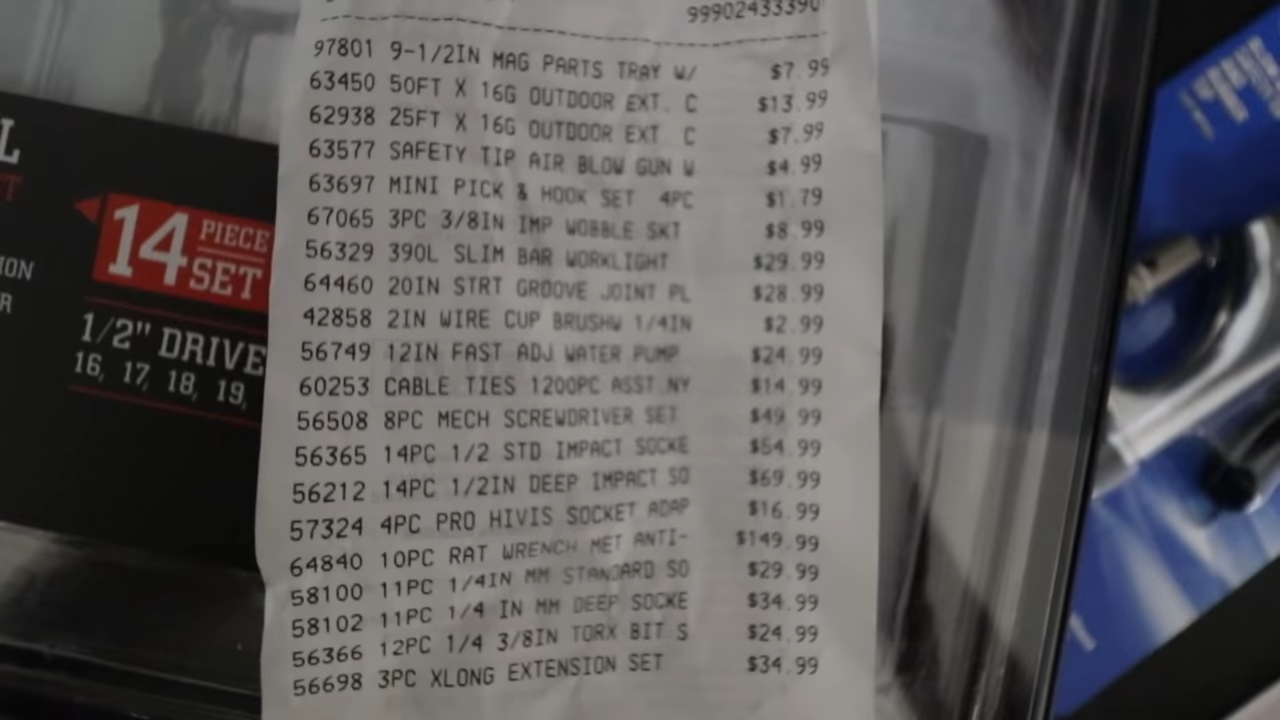 99902433390
97801 9-1/2IN MAG PARTS TRAY W/ $7.99
63450 50FT X 16G OUTDOOR EXT. C $13.99
62938 25FT X 16G OUTDOOR EXT. C $7.99
63577 SAFETY TIP AIR BLOW GUN W $4.99
63697 MINI PICK & HOOK SET 4PC $1.79
67065 3PC 3/8IN IMP WOBBLE SKT $8.99
56329 390L SLIM BAR WORKLIGHT $29.99
64460 20IN STRT GROOVE JOINT PL $28.99
42858 2IN WIRE CUP BRUSHW 1/4IN $2.99
56749 12IN FAST ADJ WATER PUMP $24.99
60253 CABLE TIES 1200PC ASST.NY $14.99
56508 8PC MECH SCREWDRIVER SET $49.99
56365 14PC 1/2 STD IMPACT SOCKE $54.99
56212 14PC 1/2IN DEEP IMPACT SO $69.99
57324 4PC PRO HIVIS SOCKET ADAP $16.99
64840 10PC RAT WRENCH MET ANTI- $149.99
58100 11PC 1/4IN MM STANDARD SO $29.99
58102 11PC 1/4 IN MM DEEP SOCKE $34.99
56366 12PC 1/4 3/8IN TORX BIT S $24.99
56698 3PC XLONG EXTENSION SET $34.99
L
T
ION
R
14 PIECE
SET
1/2" DRIVE
16, 17, 18, 19,